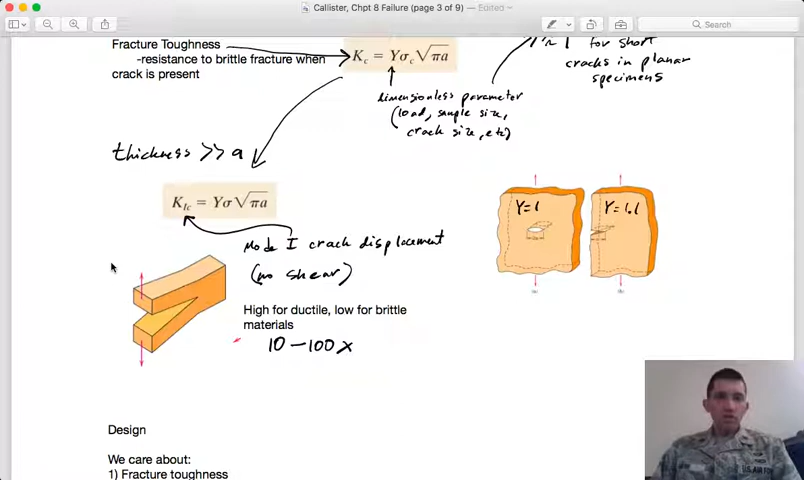 Callister, Chpt 8 Failure (page 3 of 9) — Edited
Search
Fracture Toughness
-resistance to brittle fracture when
crack is present
Kc = Yσc√πa
for short
cracks in planar
specimens
dimensionless parameter
(load, sample size,
crack size, etc)
thickness >> a
KIc = Yσ√πa
Mode I crack displacement
(no shear)
Y=1
Y=1.1
High for ductile, low for brittle
materials
10-100x
Design
We care about:
1) Fracture toughness
U.S. AIR FO